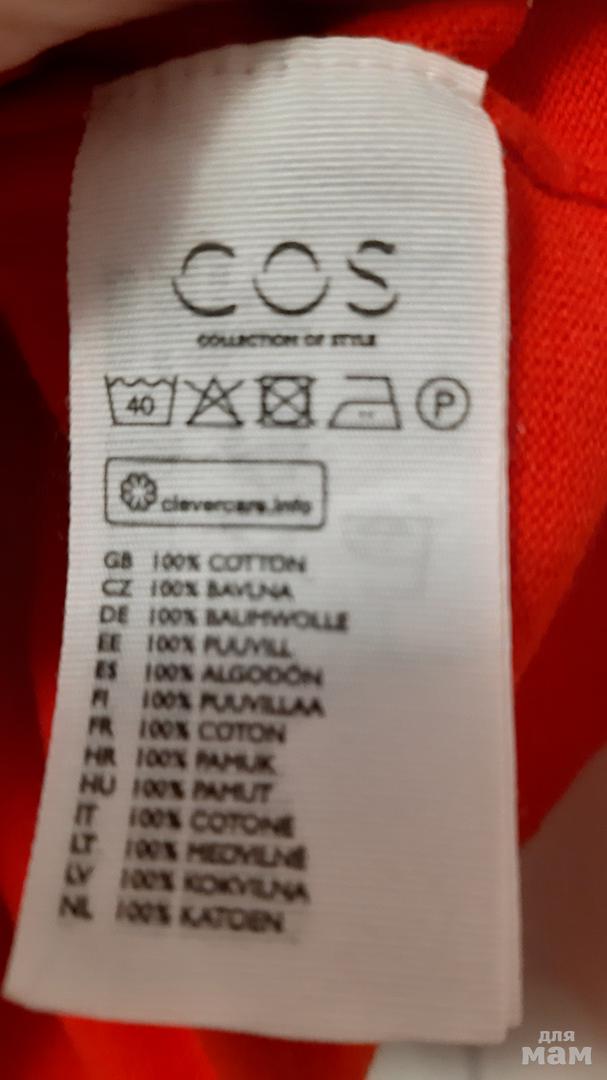 COS
COLLECTION OF STYLE
40 P
clevercare.info
GB 100% COTTON
CZ 100% BAVLNA
DE 100% BAUMWOLLE
EE 100% PUUVILL
ES 100% ALGODÓN
FI 100% PUUVILLAA
FR 100% COTON
HR 100% PAMUK
HU 100% PAMUT
IT 100% COTONE
LT 100% MEDVILNĖ
LV 100% KOKVILNA
NL 100% KATOEN
для
мам